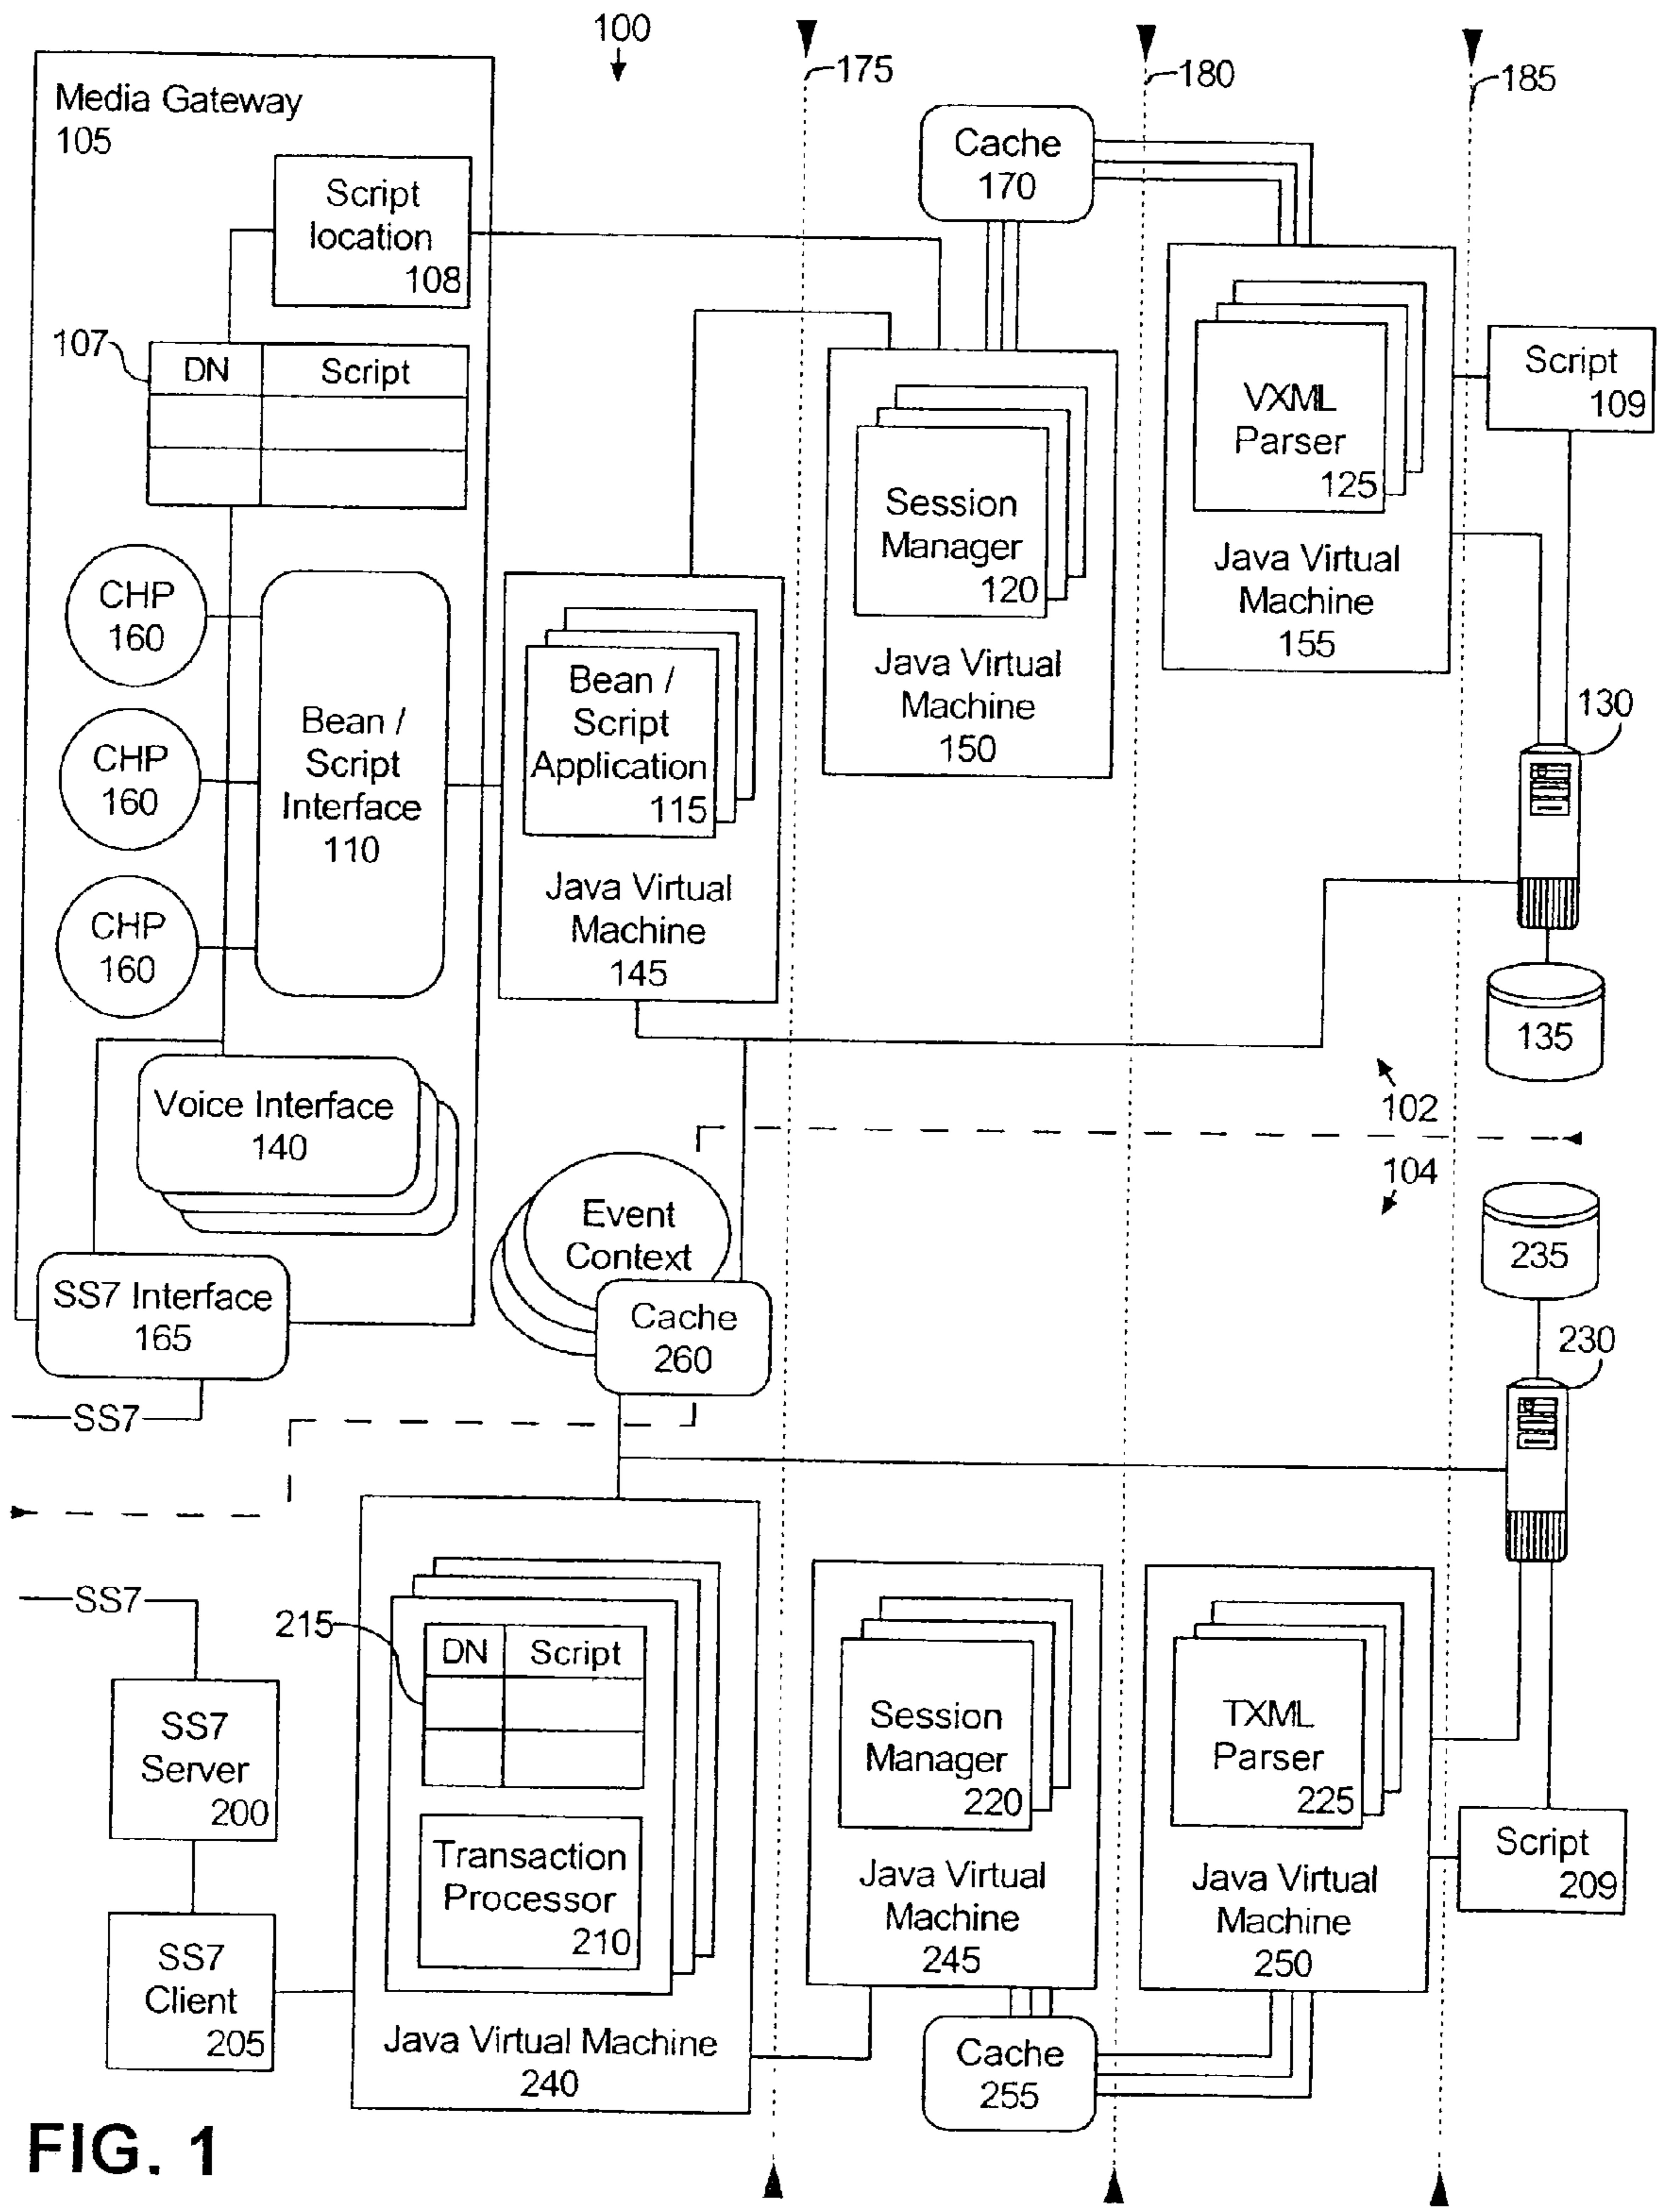 100
175
180
185
Media Gateway
105
Script
location
108
Cache
170
107
DN
Script
VXML
Parser
125
Java Virtual
Machine
155
Script
109
Session
Manager
120
Java Virtual
Machine
150
CHP
160
CHP
160
CHP
160
Bean /
Script
Interface
110
Bean /
Script
Application
115
Java Virtual
Machine
145
130
135
Voice Interface
140
102
104
Event
Context
Cache
260
SS7 Interface
165
SS7
235
230
SS7
215
DN
Script
SS7
Server
200
Transaction
Processor
210
SS7
Client
205
Java Virtual Machine
240
Session
Manager
220
Java Virtual
Machine
245
TXML
Parser
225
Java Virtual
Machine
250
Script
209
Cache
255
FIG. 1